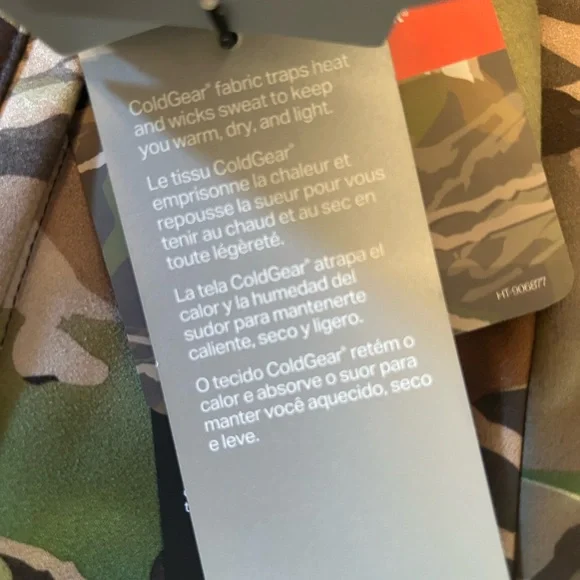 ColdGear® fabric traps heat
and wicks sweat to keep
you warm, dry, and light.
Le tissu ColdGear®
emprisonne la chaleur et
repousse la sueur pour vous
tenir au chaud et au sec en
toute légèreté.
La tela ColdGear® atrapa el
calor y la humedad del
sudor para mantenerte
caliente, seco y ligero.
O tecido ColdGear® retém o
calor e absorve o suor para
manter você aquecido, seco
e leve.
HT-906877